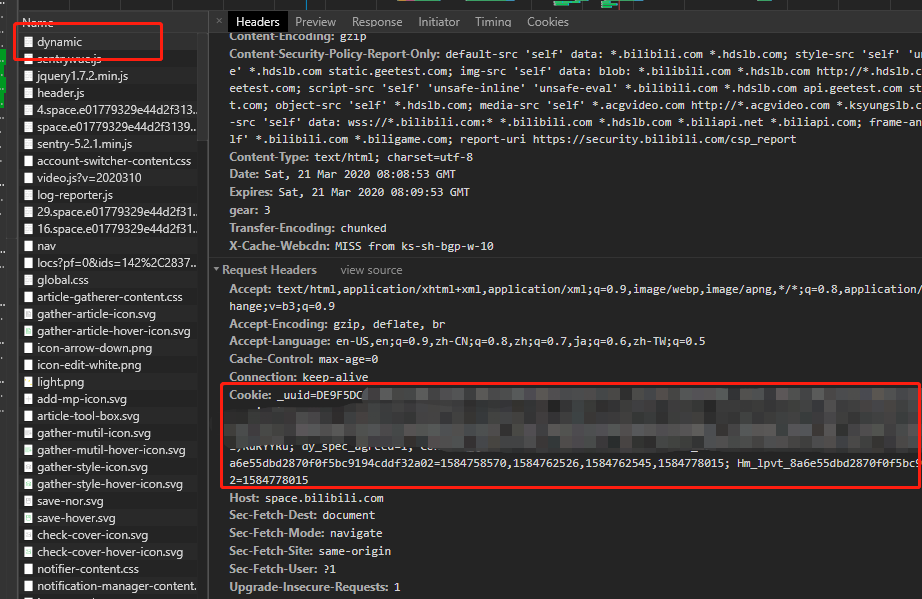 Name
dynamic
sentryvue.js
jquery1.7.2.min.js
header.js
4.space.e01779329e44d2f313..
space.e01779329e44d2f3139..
sentry-5.2.1.min.js
account-switcher-content.css
video.js?v=2020310
log-reporter.js
29.space.e01779329e44d2f31..
16.space.e01779329e44d2f31..
nav
locs?pf=0&ids=142%2C2837..
global.css
article-gatherer-content.css
gather-article-icon.svg
gather-article-hover-icon.svg
icon-arrow-down.png
icon-edit-white.png
light.png
add-mp-icon.svg
article-tool-box.svg
gather-mutil-icon.svg
gather-mutil-hover-icon.svg
gather-style-icon.svg
gather-style-hover-icon.svg
save-nor.svg
save-hover.svg
check-cover-icon.svg
check-cover-hover-icon.svg
notifier-content.css
notification-manager-content.
× Headers Preview Response Initiator Timing Cookies
Content-Encoding: gzip
Content-Security-Policy-Report-Only: default-src 'self' data: *.bilibili.com *.hdslb.com; style-src 'self' 'un
e' *.hdslb.com static.geetest.com; img-src 'self' data: blob: *.bilibili.com *.hdslb.com http://*.hdslb.com
eetest.com; script-src 'self' 'unsafe-inline' 'unsafe-eval' *.bilibili.com *.hdslb.com api.geetest.com st
t.com; object-src 'self' *.hdslb.com; media-src 'self' *.acgvideo.com http://*.acgvideo.com *.ksyungslb.c
-src 'self' data: wss://*.bilibili.com:* *.bilibili.com *.hdslb.com *.biliapi.net *.biliapi.com; frame-an
lf' *.bilibili.com *.biligame.com; report-uri https://security.bilibili.com/csp_report
Content-Type: text/html; charset=utf-8
Date: Sat, 21 Mar 2020 08:08:53 GMT
Expires: Sat, 21 Mar 2020 08:09:53 GMT
gear: 3
Transfer-Encoding: chunked
X-Cache-Webcdn: MISS from ks-sh-bgp-w-10
Request Headers view source
Accept: text/html,application/xhtml+xml,application/xml;q=0.9,image/webp,image/apng,*/*;q=0.8,application/
hange;v=b3;q=0.9
Accept-Encoding: gzip, deflate, br
Accept-Language: en-US,en;q=0.9,zh-CN;q=0.8,zh;q=0.7,ja;q=0.6,zh-TW;q=0.5
Cache-Control: max-age=0
Connection: keep-alive
Cookie: _uuid=DE9F5DC
a6e55dbd2870f0f5bc9194cddf32a02=1584758570,1584762526,1584762545,1584778015; Hm_lpvt_8a6e55dbd2870f0f5bc9
2=1584778015
Host: space.bilibili.com
Sec-Fetch-Dest: document
Sec-Fetch-Mode: navigate
Sec-Fetch-Site: same-origin
Sec-Fetch-User: ?1
Upgrade-Insecure-Requests: 1